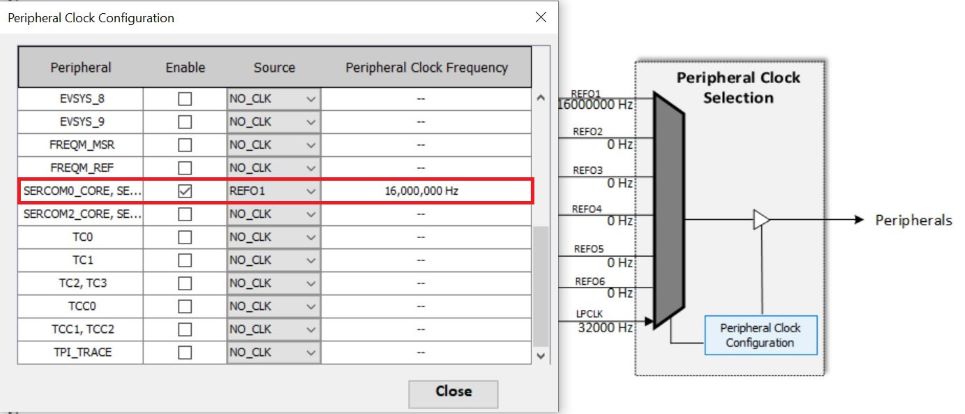 Peripheral Clock Configuration
Peripheral Enable Source Peripheral Clock Frequency
EVSYS_8 NO_CLK --
EVSYS_9 NO_CLK --
FREQM_MSR NO_CLK --
FREQM_REF NO_CLK --
SERCOM0_CORE, SE... REFO1 16,000,000 Hz
SERCOM2_CORE, SE... NO_CLK --
TC0 NO_CLK --
TC1 NO_CLK --
TC2, TC3 NO_CLK --
TCC0 NO_CLK --
TCC1, TCC2 NO_CLK --
TPI_TRACE NO_CLK --
Close
Peripheral Clock
Selection
REFO1
16000000 Hz
REFO2
0 Hz
REFO3
0 Hz
REFO4
0 Hz
REFO5
0 Hz
REFO6
0 Hz
LPCLK
32000 Hz
Peripherals
Peripheral Clock
Configuration